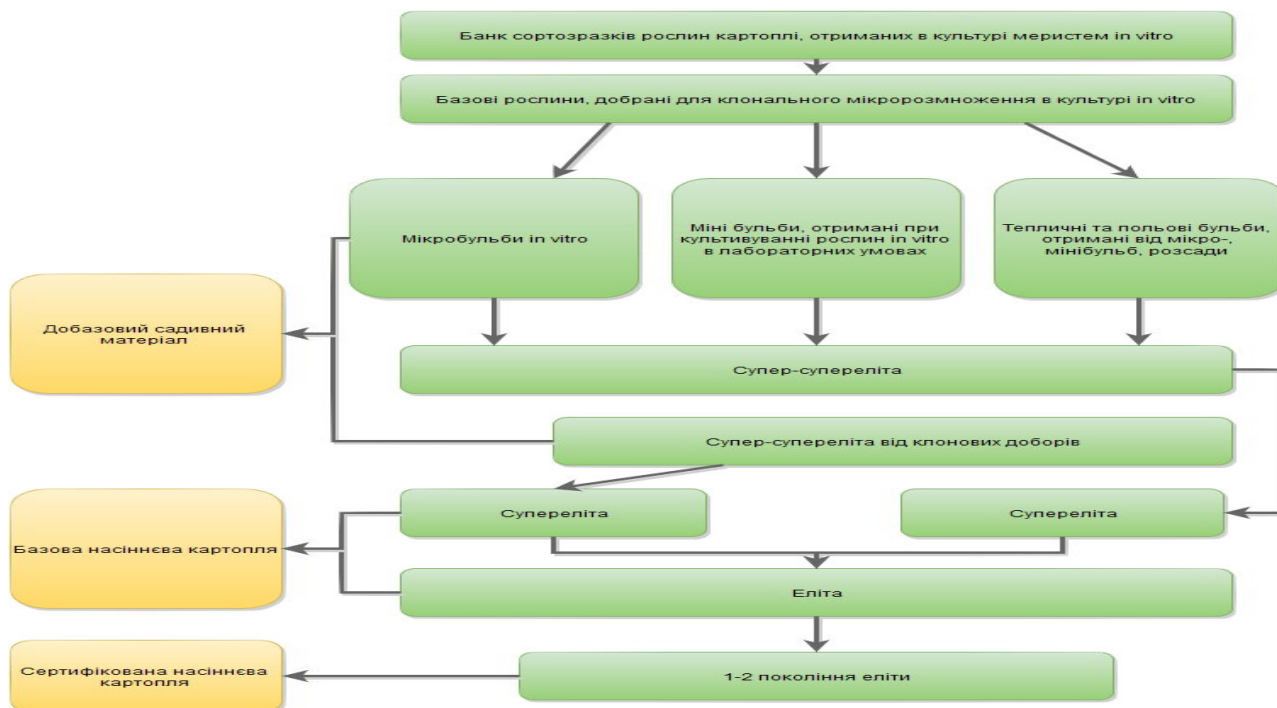 Банк сортозразків рослин картоплі, отриманих в культурі меристем in vitro
Базові рослини, добрані для клонального мікророзмноження в культурі in vitro
Мікробульби in vitro
Міні бульби, отримані при
культивуванні рослин in vitro
в лабораторних умовах
Тепличні та польові бульби,
отримані від мікро-,
мінібульб, розсади
Добазовий садивний
матеріал
Супер-супереліта
Супер-супереліта від клонових доборів
Супереліта
Супереліта
Базова насіннєва картопля
Еліта
Сертифікована насіннєва
картопля
1-2 покоління еліти